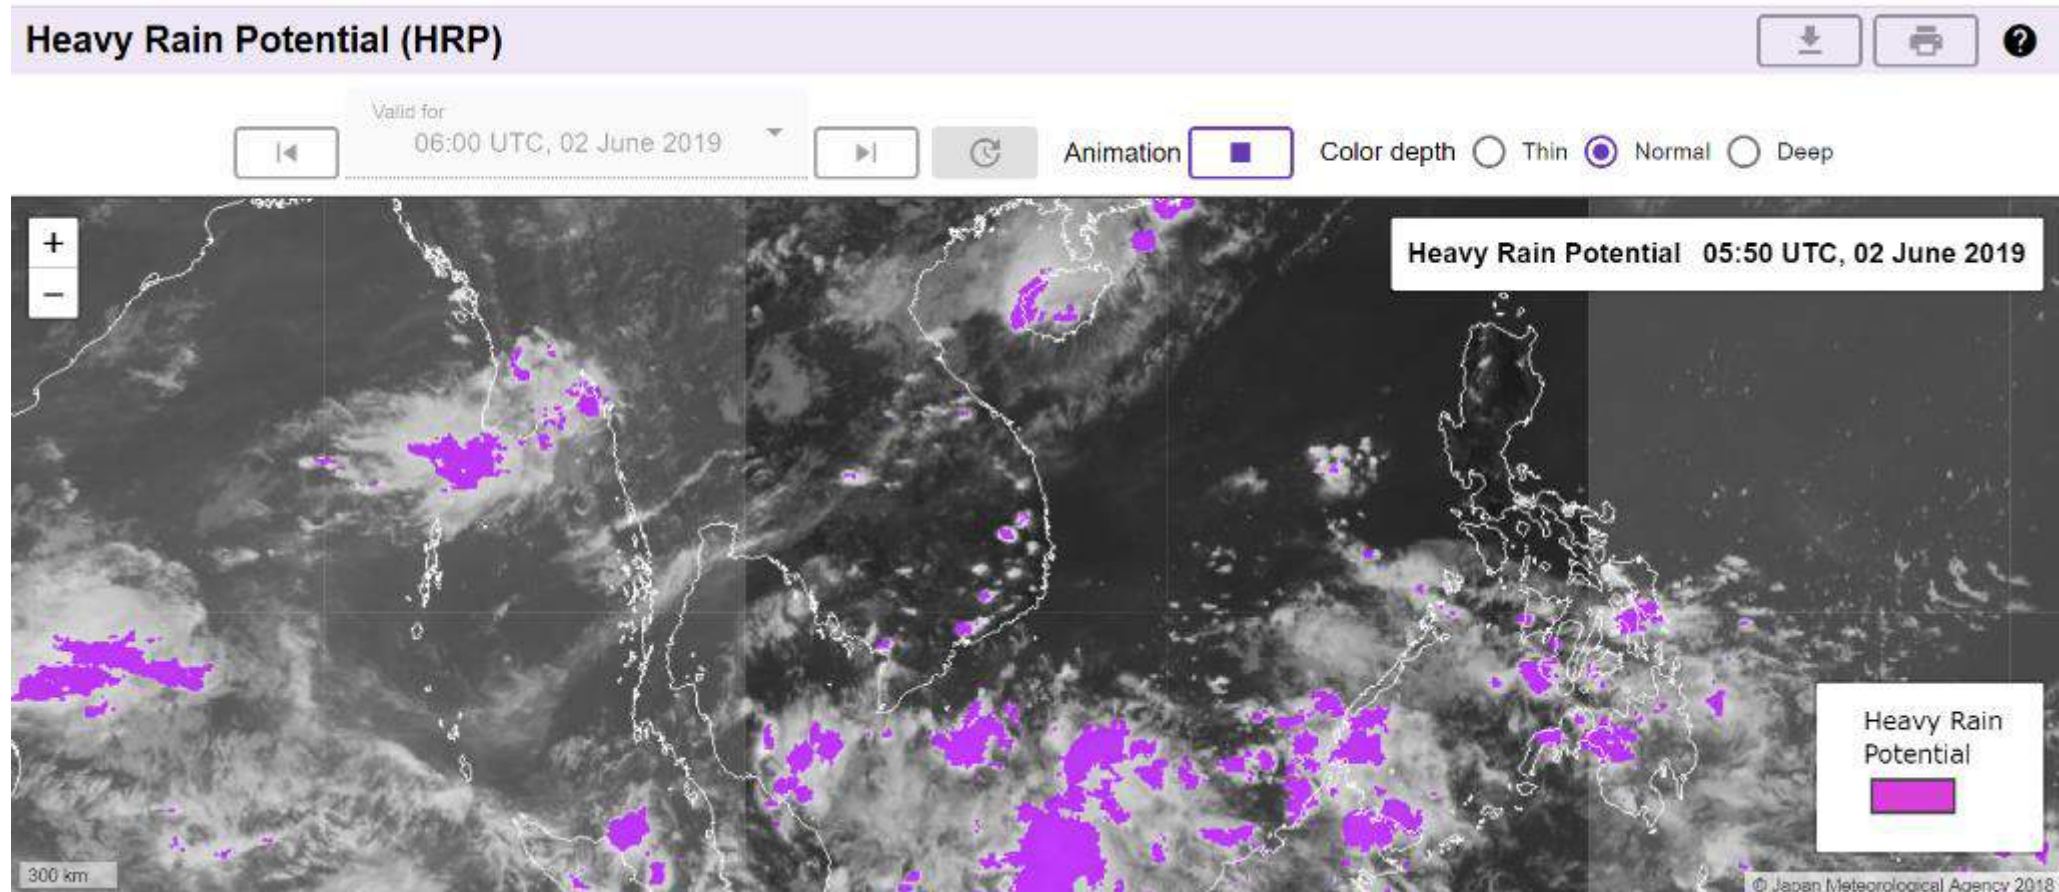 Heavy Rain Potential (HRP)
Valid for
06:00 UTC, 02 June 2019
Animation
Color depth
Thin
Normal
Deep
+
Heavy Rain Potential 05:50 UTC, 02 June 2019
−
Heavy Rain
Potential
300 km
© Japan Meteorological Agency 2018